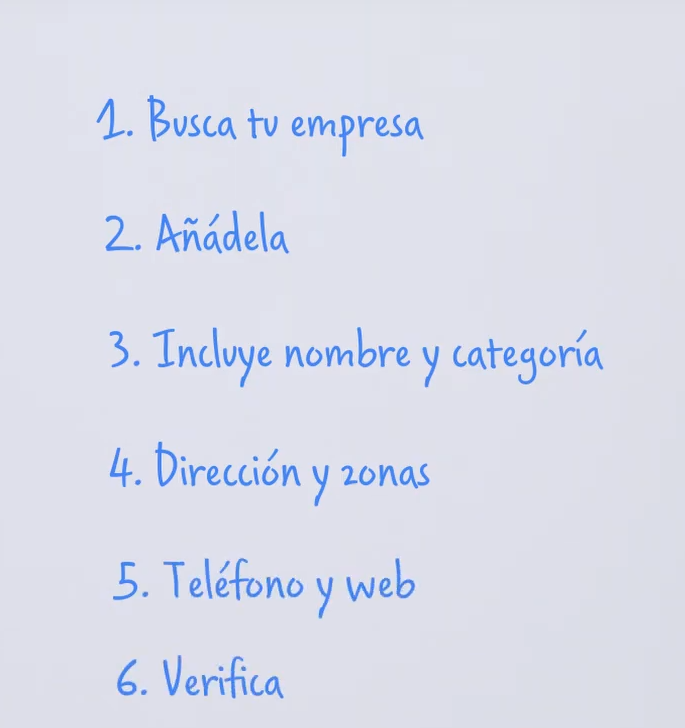 1. Busca tu empresa
2. Añádela
3. Incluye nombre y categoría
4. Dirección y zonas
5. Teléfono y web
6. Verifica